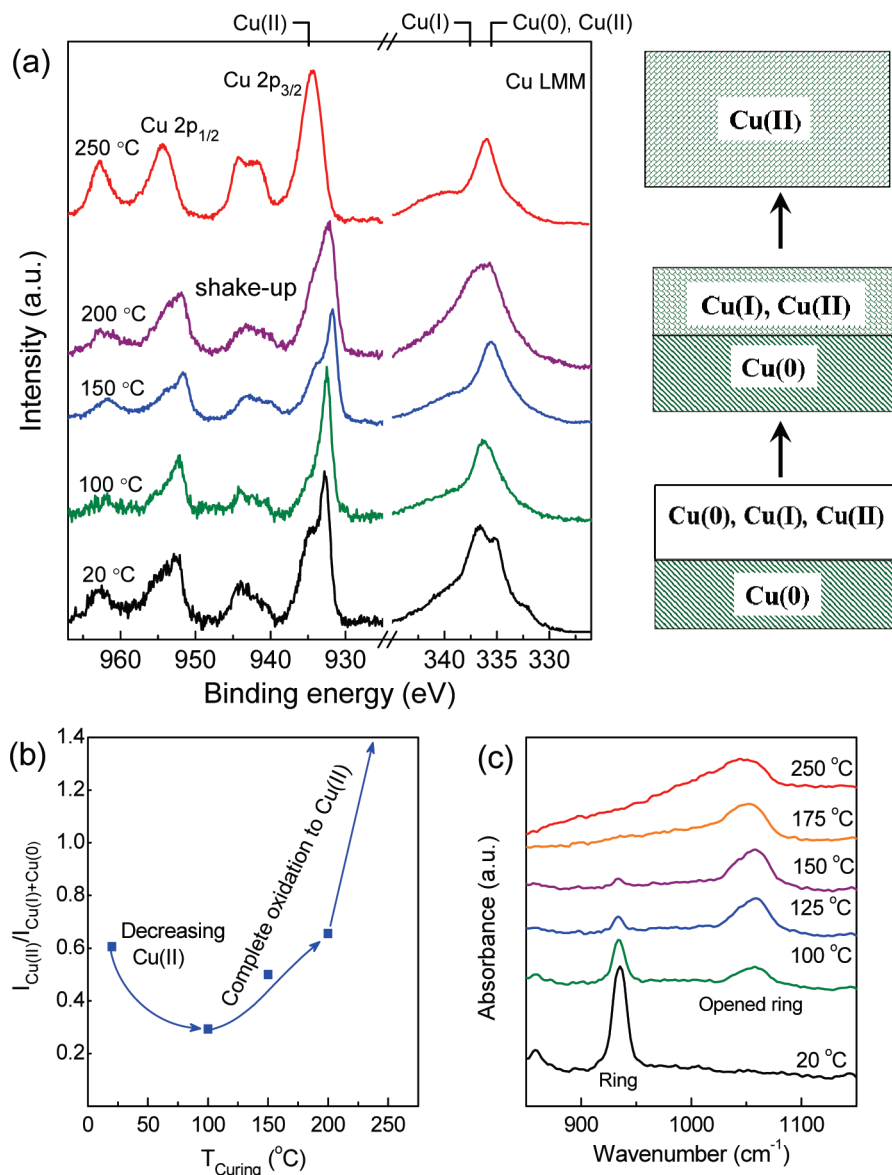 Cu(II) Cu(I) Cu(0), Cu(II)
(a)
Cu 2p3/2 Cu LMM
Cu 2p1/2
250 °C
shake-up
200 °C
150 °C
100 °C
20 °C
Intensity (a.u.)
960 950 940 930 340 335 330
Binding energy (eV)
Cu(II)
Cu(I), Cu(II)
Cu(0)
Cu(0), Cu(I), Cu(II)
Cu(0)
(b)
1.4
1.2
1.0
0.8
0.6
0.4
0.2
ICu(II)/ICu(I)+Cu(0)
Decreasing
Cu(II)
Complete oxidation to Cu(II)
0 50 100 150 200 250
TCuring (°C)
(c)
250 °C
175 °C
150 °C
125 °C
100 °C
Opened ring
20 °C
Ring
Absorbance (a.u.)
900 1000 1100
Wavenumber (cm-1)